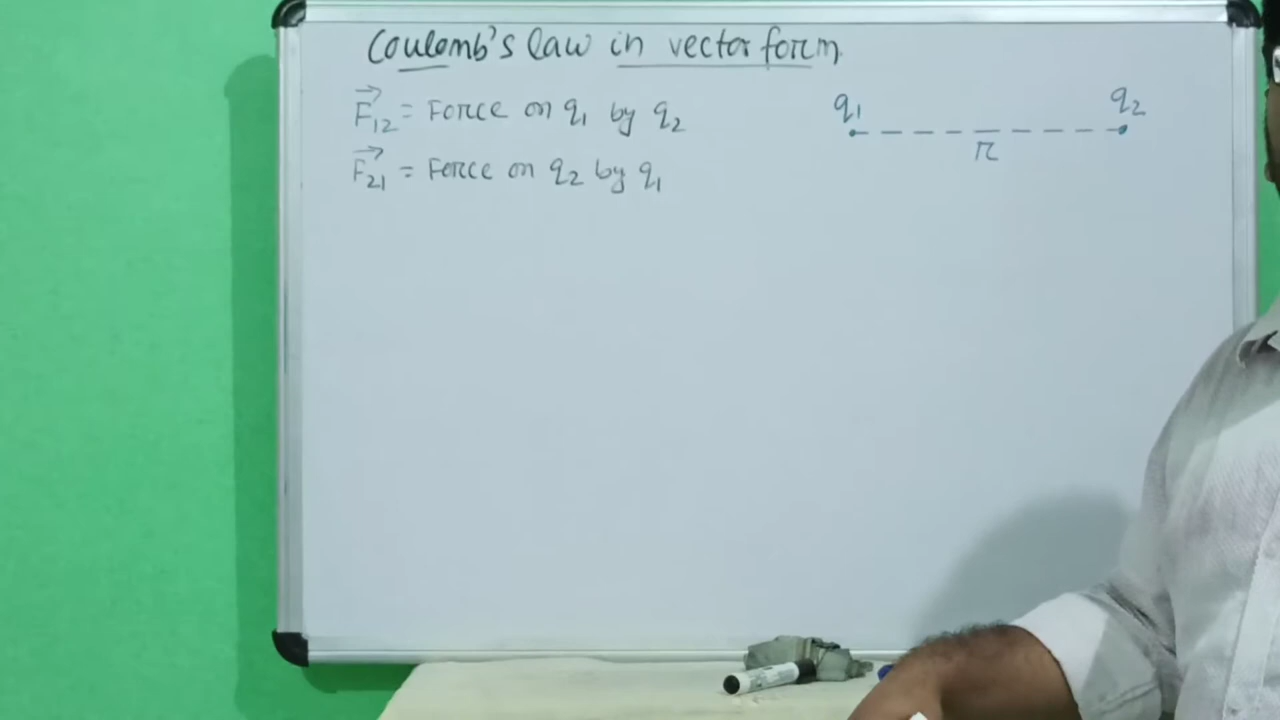 Coulomb's law in vector form
F₁₂ = Force on q₁ by q₂
F₂₁ = Force on q₂ by q₁
q₁ q₂
r